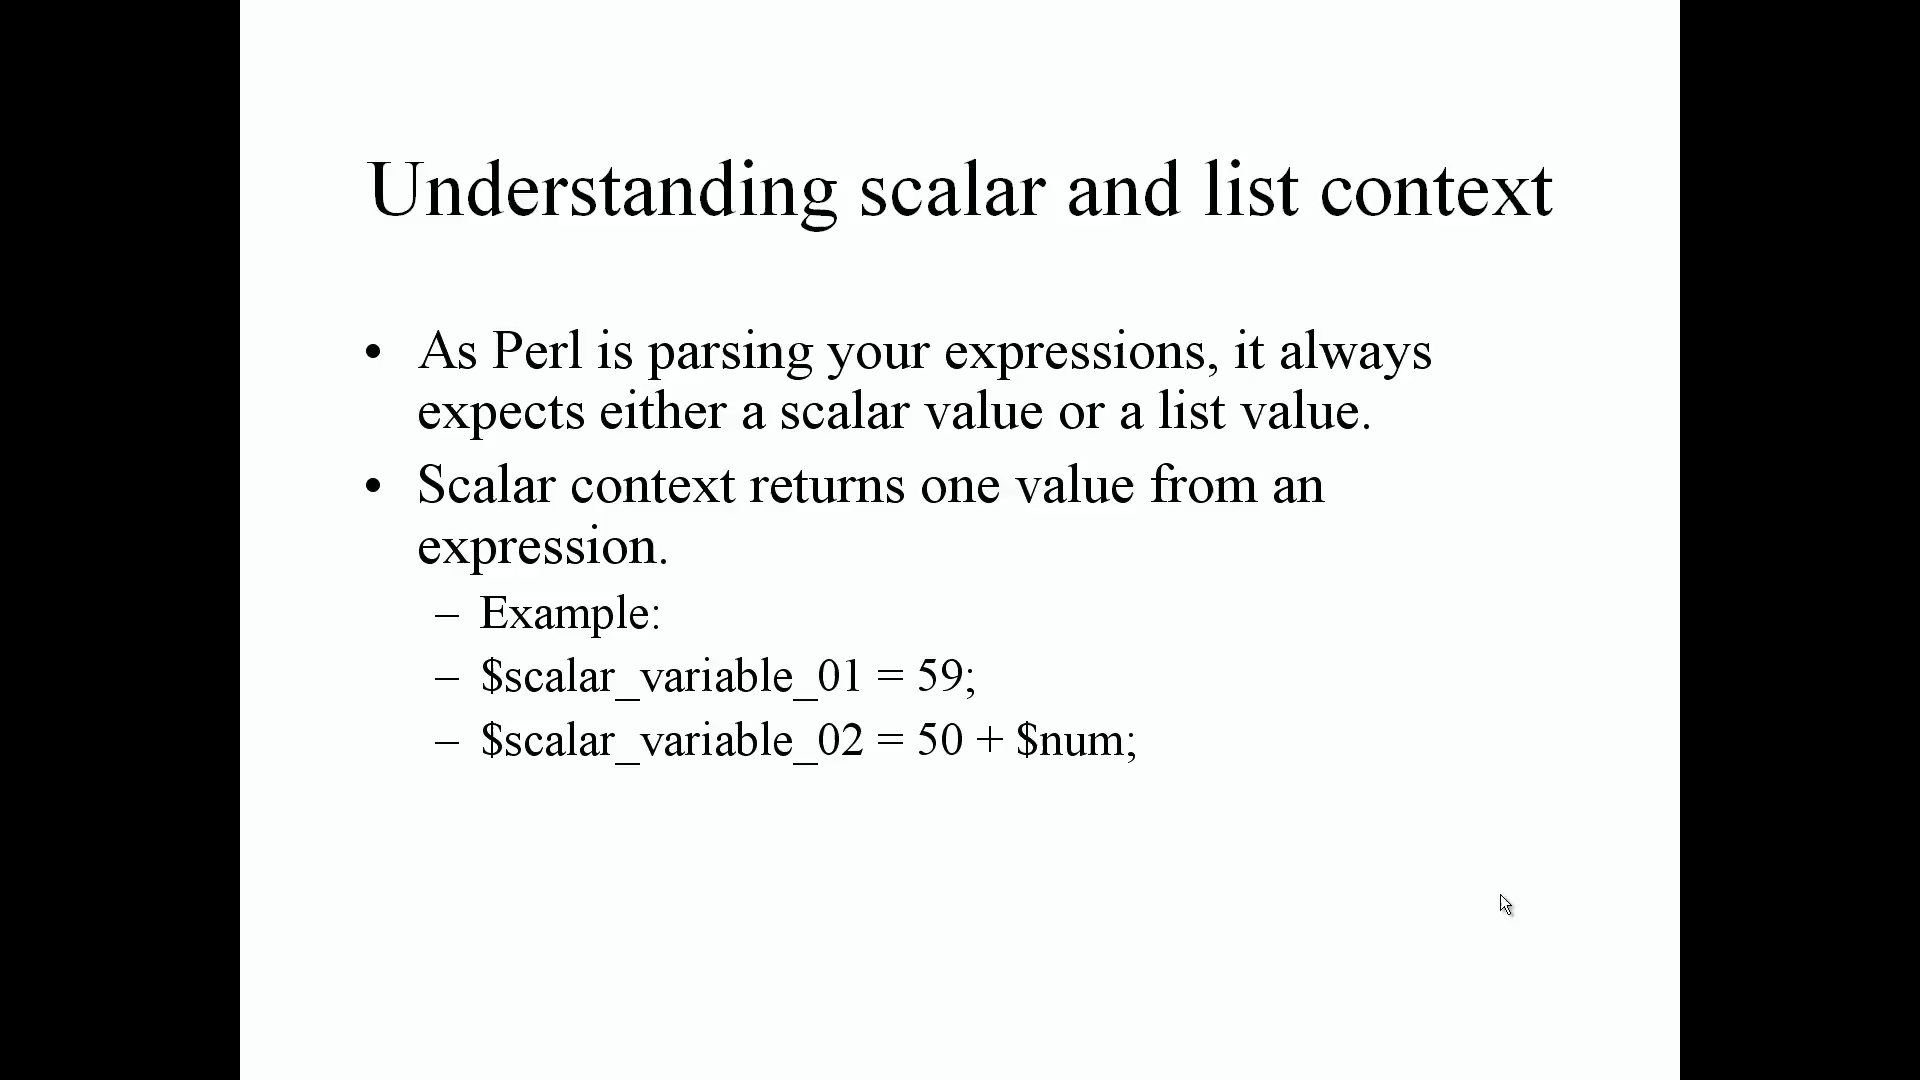 Understanding scalar and list context
• As Perl is parsing your expressions, it always
expects either a scalar value or a list value.
• Scalar context returns one value from an
expression.
– Example:
– $scalar_variable_01 = 59;
– $scalar_variable_02 = 50 + $num;